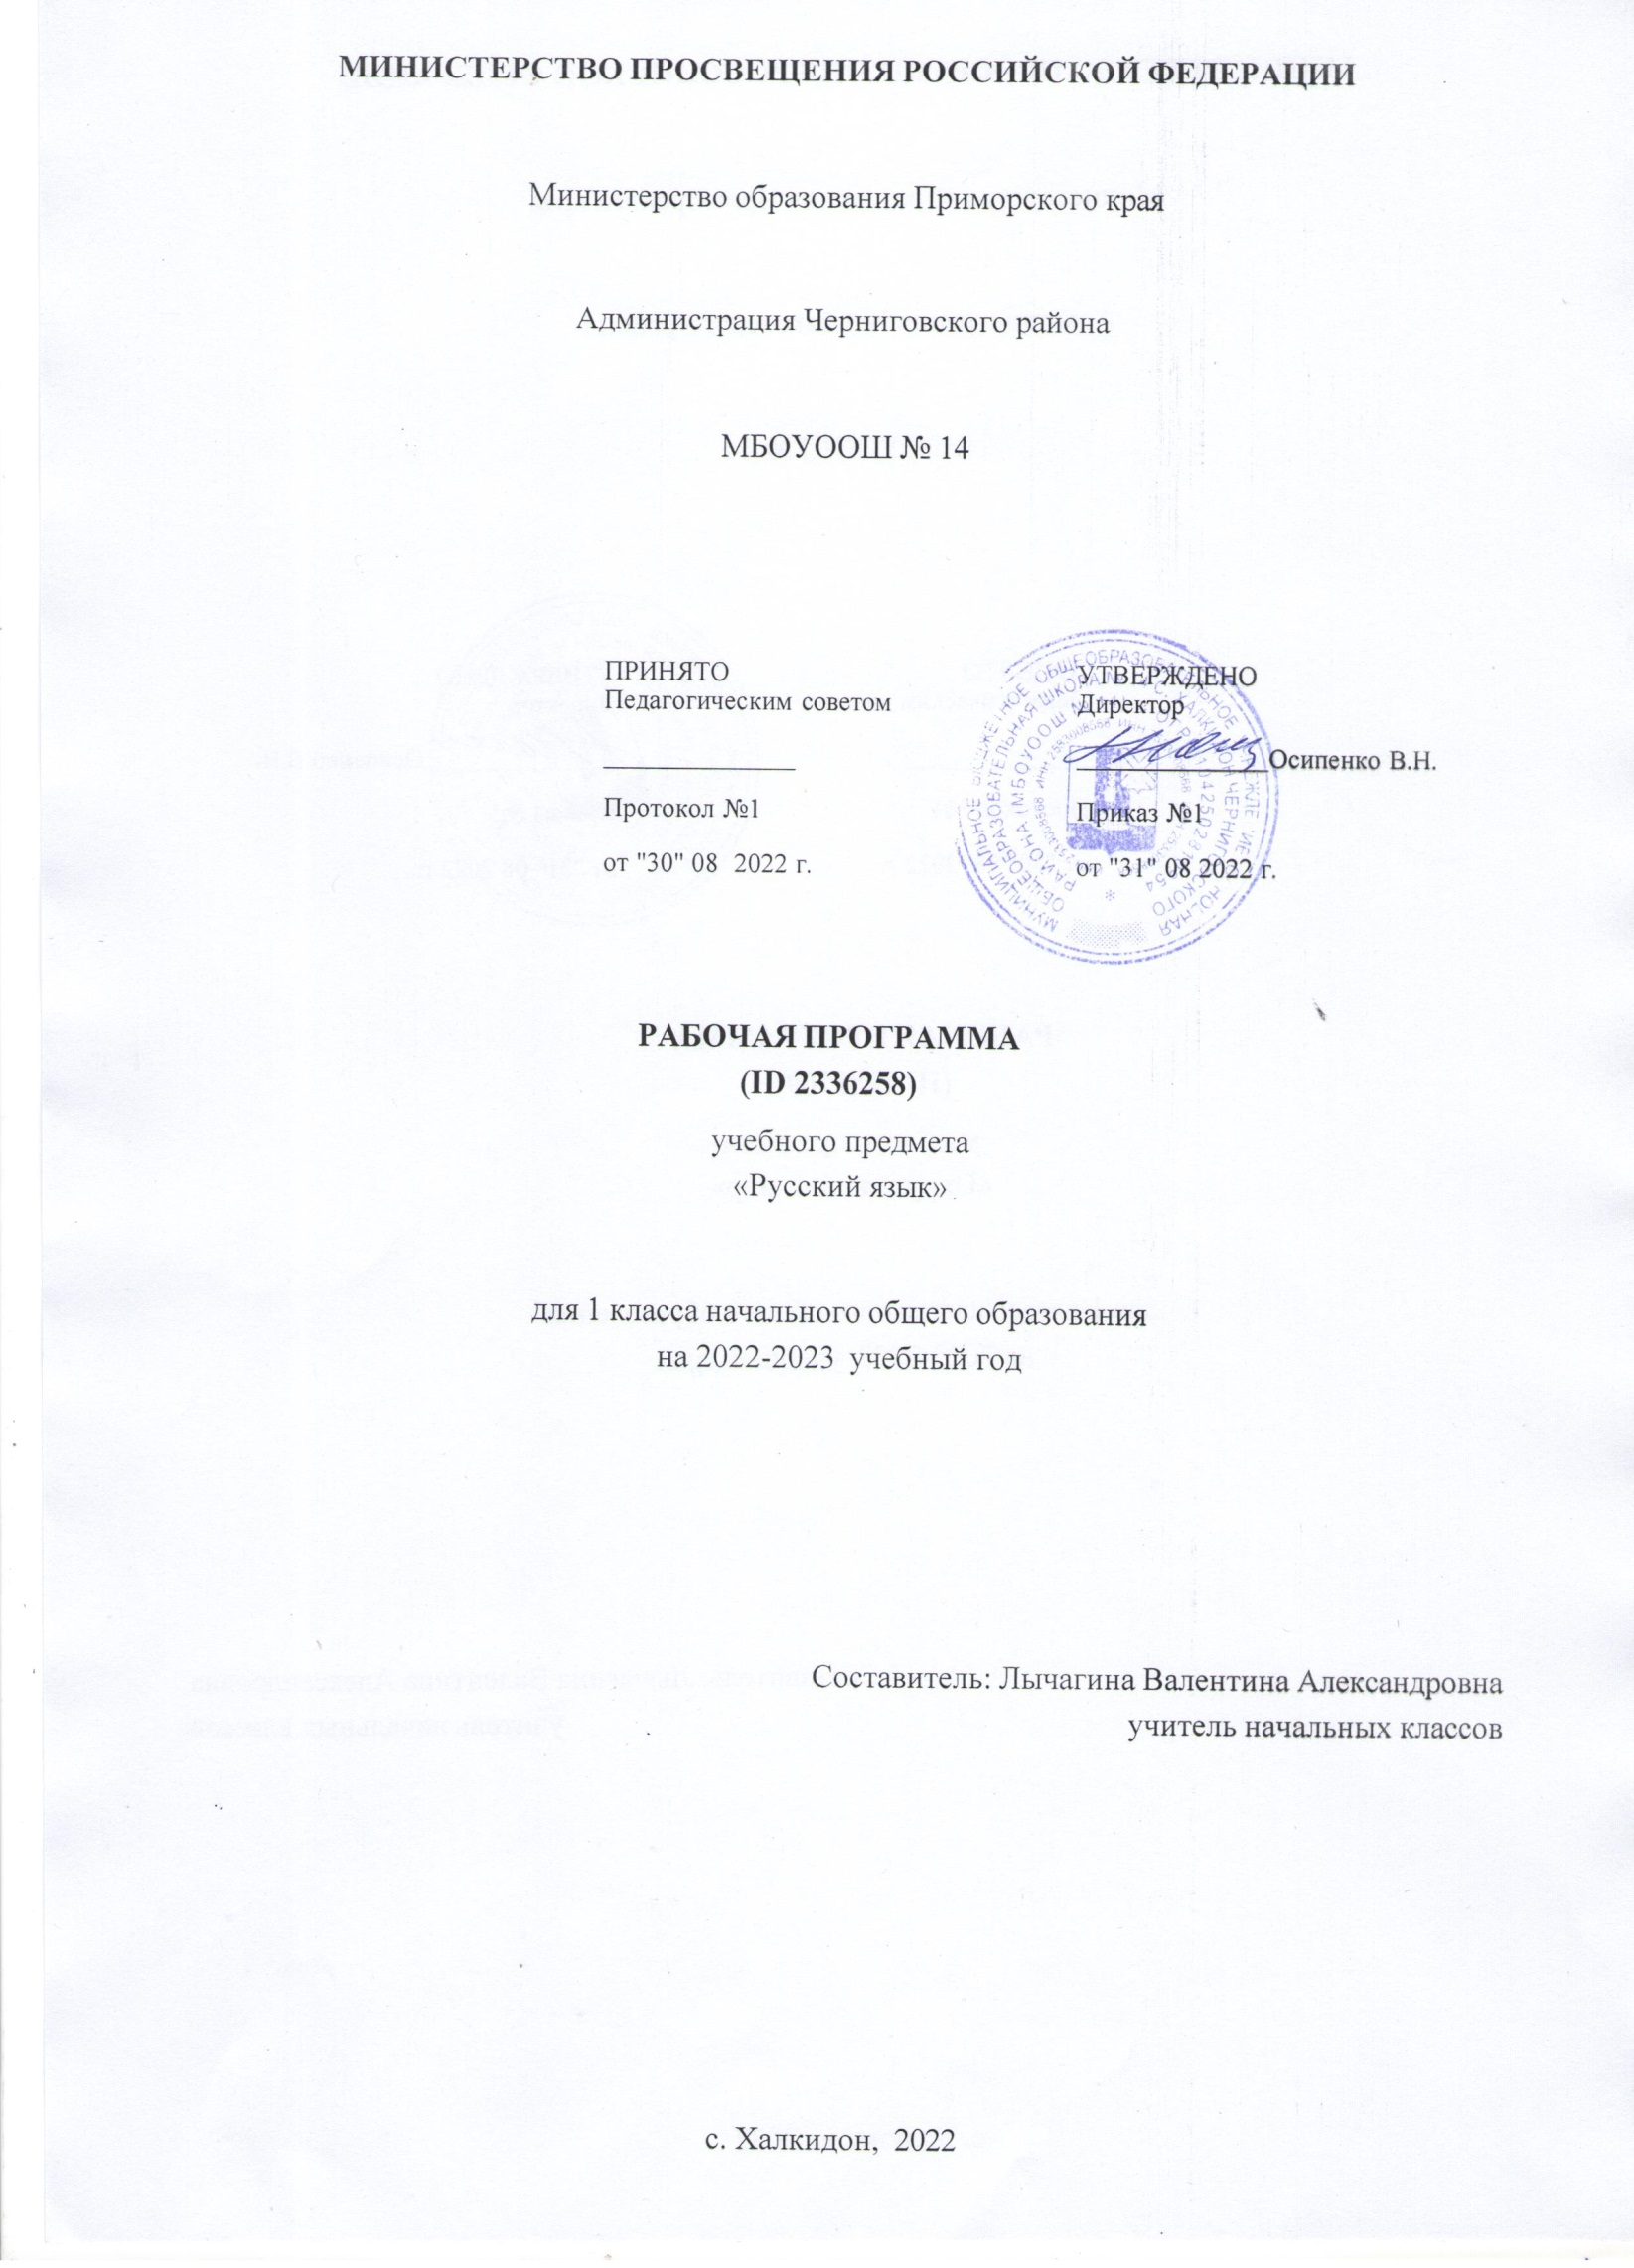 МИНИСТЕРСТВО ПРОСВЕЩЕНИЯ РОССИЙСКОЙ ФЕДЕРАЦИИ
Министерство образования Приморского края
Администрация Черниговского района
МБОУООШ № 14
ПРИНЯТО
Педагогическим советом
______________
Протокол №1
от "30" 08 2022 г.
УТВЕРЖДЕНО
Директор
______________Осипенко В.Н.
Приказ №1
от "31" 08 2022 г.
РАБОЧАЯ ПРОГРАММА
(ID 2336258)
учебного предмета
«Русский язык»
для 1 класса начального общего образования
на 2022-2023 учебный год
Составитель: Лычагина Валентина Александровна
учитель начальных классов
с. Халкидон, 2022